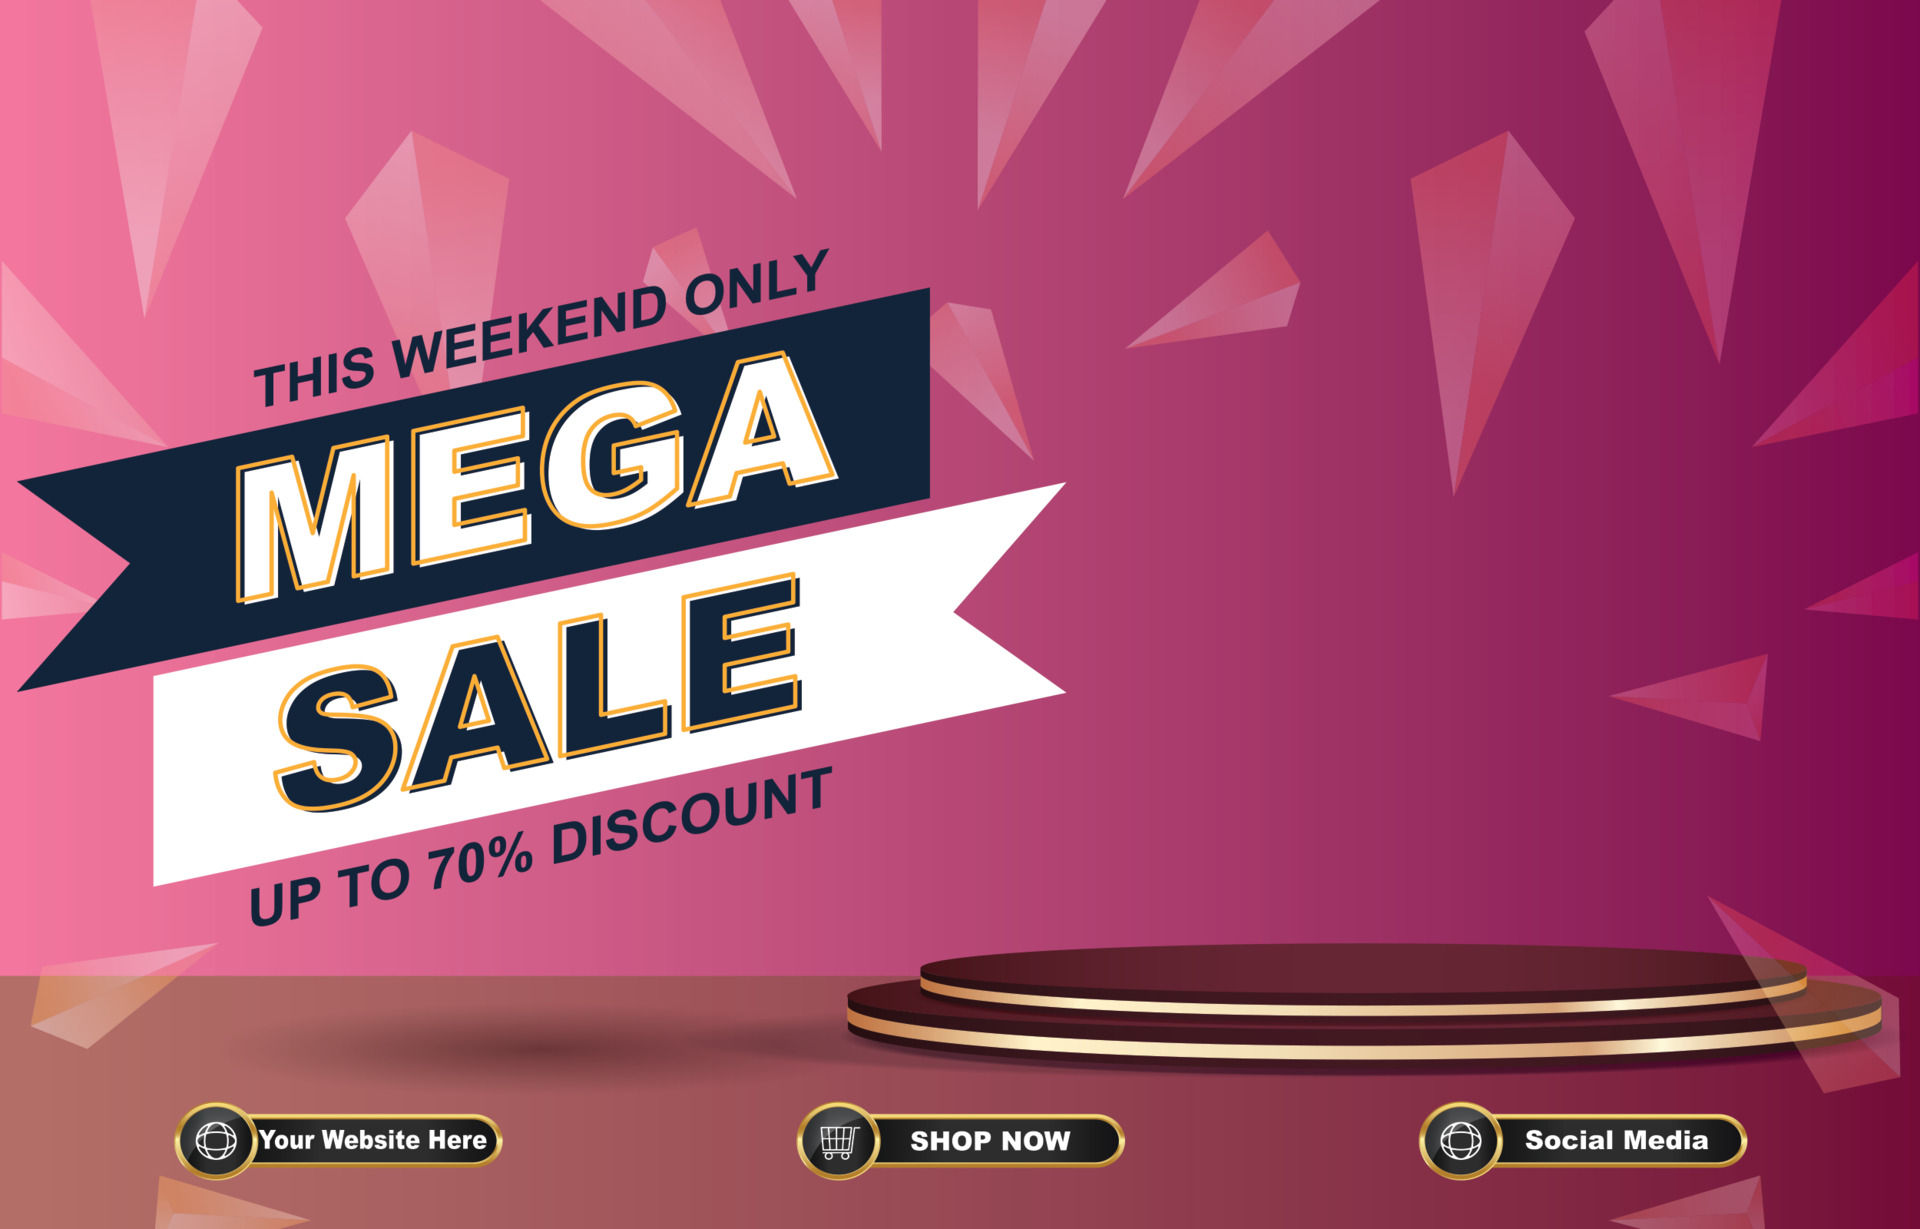 THIS WEEKEND ONLY
MEGA
SALE
UP TO 70% DISCOUNT
Your Website Here
SHOP NOW
Social Media